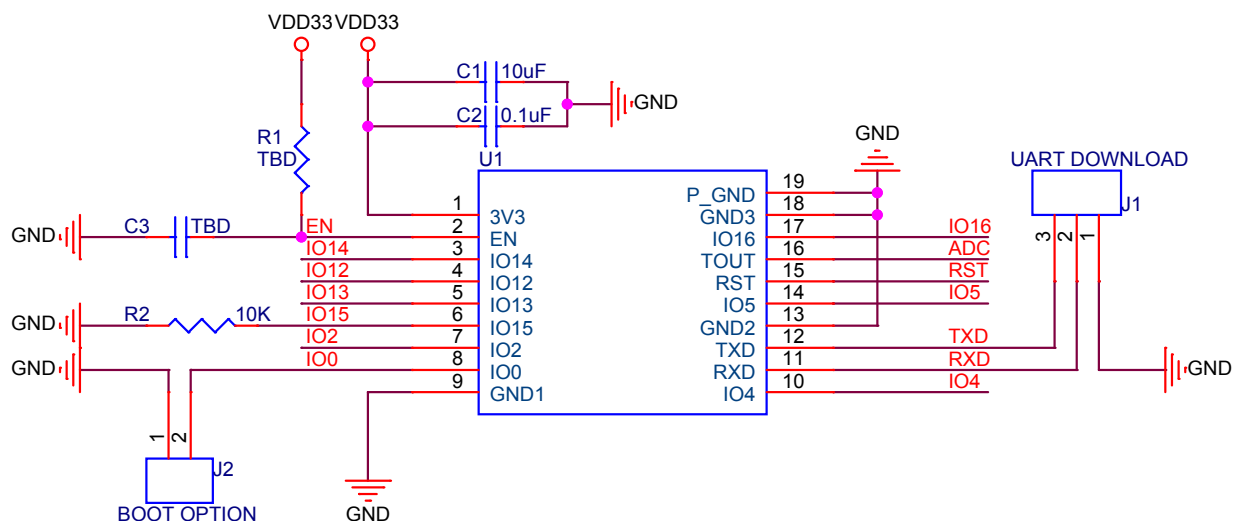 VDD33 VDD33
C1 10uF
GND
C2 0.1uF
R1
TBD
U1
GND
UART DOWNLOAD
J1
GND C3 TBD EN
1 3V3
2 EN
IO14 3 IO14
IO12 4 IO12
IO13 5 IO13
GND R2 10K IO15 6 IO15
IO2 7 IO2
GND IO0 8 IO0
9 GND1
P_GND 19
GND3 18
IO16 17 IO16
TOUT 16 ADC
RST 15 RST
IO5 14 IO5
GND2 13
TXD 12 TXD
RXD 11 RXD
IO4 10 IO4
3 2 1
GND
1 2
J2
BOOT OPTION
GND